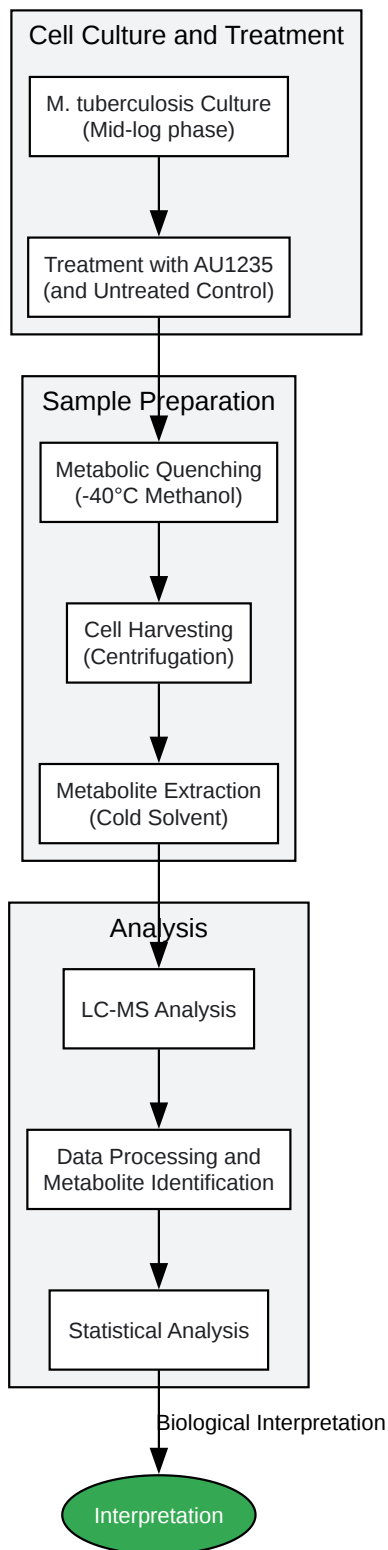 Cell Culture and Treatment
M. tuberculosis Culture
(Mid-log phase)
Treatment with AU1235
(and Untreated Control)
Sample Preparation
Metabolic Quenching
(-40°C Methanol)
Cell Harvesting
(Centrifugation)
Metabolite Extraction
(Cold Solvent)
Analysis
LC-MS Analysis
Data Processing and
Metabolite Identification
Statistical Analysis
Biological Interpretation
Interpretation